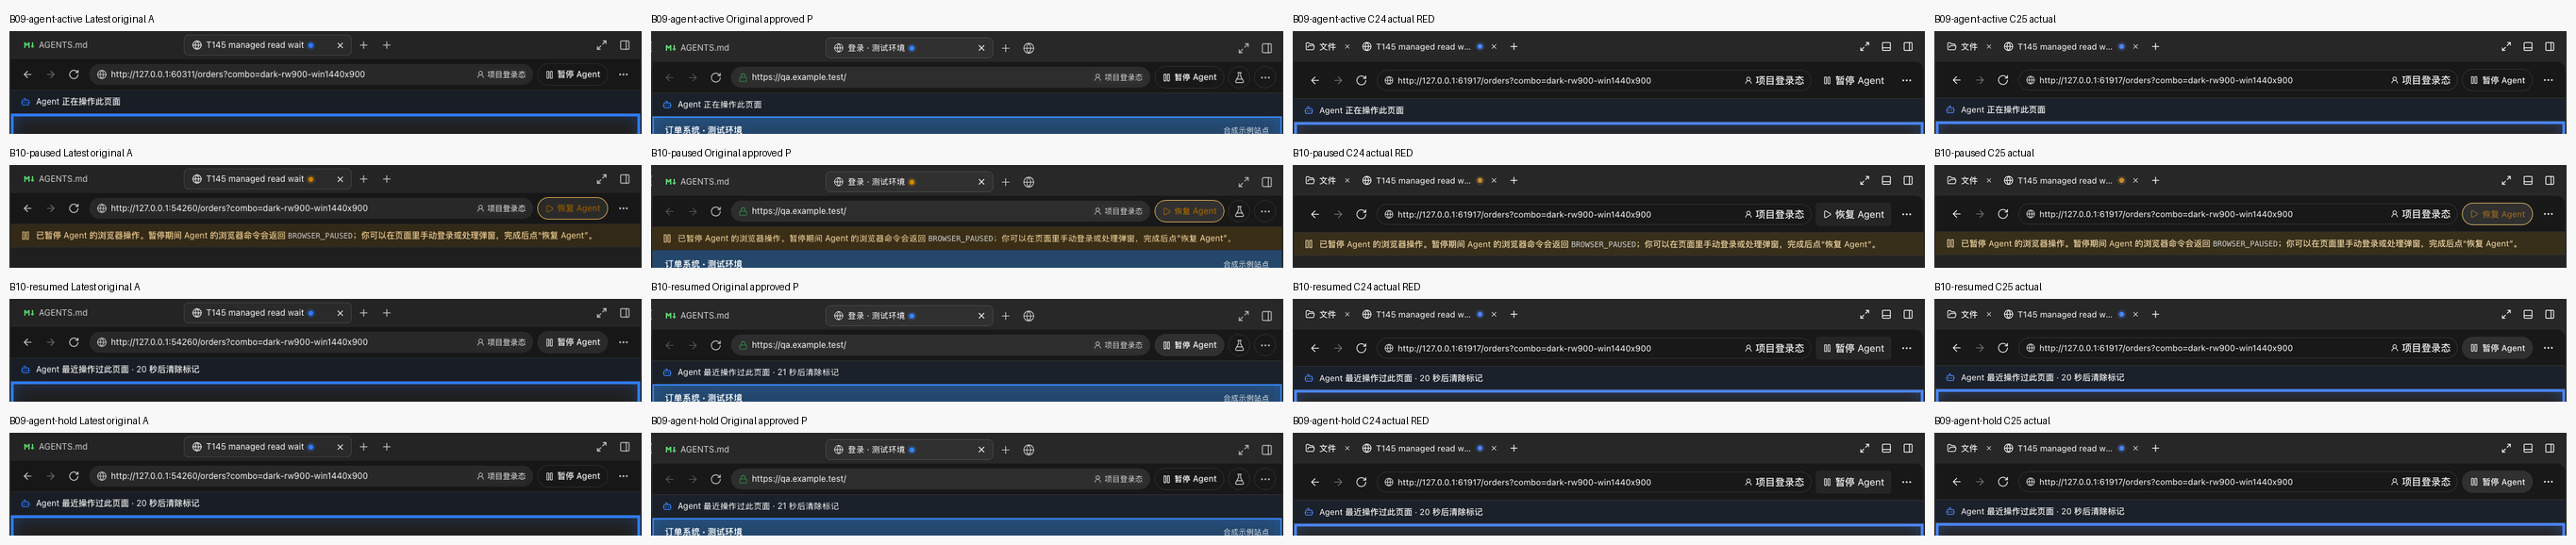 B09-agent-active Latest original A
AGENTS.md T145 managed read wait
http://127.0.0.1:60311/orders?combo=dark-rw900-win1440x900 项目登录态 暂停 Agent
Agent 正在操作此页面
B09-agent-active Original approved P
AGENTS.md 登录 · 测试环境
https://qa.example.test/ 项目登录态 暂停 Agent
Agent 正在操作此页面
订单系统 · 测试环境 合成示例站点
B09-agent-active C24 actual RED
文件 T145 managed read w...
http://127.0.0.1:61917/orders?combo=dark-rw900-win1440x900 项目登录态 暂停 Agent
Agent 正在操作此页面
B09-agent-active C25 actual
文件 T145 managed read w...
http://127.0.0.1:61917/orders?combo=dark-rw900-win1440x900 项目登录态 暂停 Agent
Agent 正在操作此页面
B10-paused Latest original A
AGENTS.md T145 managed read wait
http://127.0.0.1:54260/orders?combo=dark-rw900-win1440x900 项目登录态 恢复 Agent
已暂停 Agent 的浏览器操作。暂停期间 Agent 的浏览器命令会返回 BROWSER_PAUSED；你可以在页面里手动登录或处理弹窗，完成后点“恢复 Agent”。
B10-paused Original approved P
AGENTS.md 登录 · 测试环境
https://qa.example.test/ 项目登录态 恢复 Agent
已暂停 Agent 的浏览器操作。暂停期间 Agent 的浏览器命令会返回 BROWSER_PAUSED；你可以在页面里手动登录或处理弹窗，完成后点“恢复 Agent”。
订单系统 · 测试环境 合成示例站点
B10-paused C24 actual RED
文件 T145 managed read w...
http://127.0.0.1:61917/orders?combo=dark-rw900-win1440x900 项目登录态 恢复 Agent
已暂停 Agent 的浏览器操作。暂停期间 Agent 的浏览器命令会返回 BROWSER_PAUSED；你可以在页面里手动登录或处理弹窗，完成后点“恢复 Agent”。
B10-paused C25 actual
文件 T145 managed read w...
http://127.0.0.1:61917/orders?combo=dark-rw900-win1440x900 项目登录态 恢复 Agent
已暂停 Agent 的浏览器操作。暂停期间 Agent 的浏览器命令会返回 BROWSER_PAUSED；你可以在页面里手动登录或处理弹窗，完成后点“恢复 Agent”。
B10-resumed Latest original A
AGENTS.md T145 managed read wait
http://127.0.0.1:54260/orders?combo=dark-rw900-win1440x900 项目登录态 暂停 Agent
Agent 最近操作过此页面 · 20 秒后清除标记
B10-resumed Original approved P
AGENTS.md 登录 · 测试环境
https://qa.example.test/ 项目登录态 暂停 Agent
Agent 最近操作过此页面 · 21 秒后清除标记
订单系统 · 测试环境 合成示例站点
B10-resumed C24 actual RED
文件 T145 managed read w...
http://127.0.0.1:61917/orders?combo=dark-rw900-win1440x900 项目登录态 暂停 Agent
Agent 最近操作过此页面 · 20 秒后清除标记
B10-resumed C25 actual
文件 T145 managed read w...
http://127.0.0.1:61917/orders?combo=dark-rw900-win1440x900 项目登录态 暂停 Agent
Agent 最近操作过此页面 · 20 秒后清除标记
B09-agent-hold Latest original A
AGENTS.md T145 managed read wait
http://127.0.0.1:54260/orders?combo=dark-rw900-win1440x900 项目登录态 暂停 Agent
Agent 最近操作过此页面 · 20 秒后清除标记
B09-agent-hold Original approved P
AGENTS.md 登录 · 测试环境
https://qa.example.test/ 项目登录态 暂停 Agent
Agent 最近操作过此页面 · 21 秒后清除标记
订单系统 · 测试环境 合成示例站点
B09-agent-hold C24 actual RED
文件 T145 managed read w...
http://127.0.0.1:61917/orders?combo=dark-rw900-win1440x900 项目登录态 暂停 Agent
Agent 最近操作过此页面 · 20 秒后清除标记
B09-agent-hold C25 actual
文件 T145 managed read w...
http://127.0.0.1:61917/orders?combo=dark-rw900-win1440x900 项目登录态 暂停 Agent
Agent 最近操作过此页面 · 20 秒后清除标记